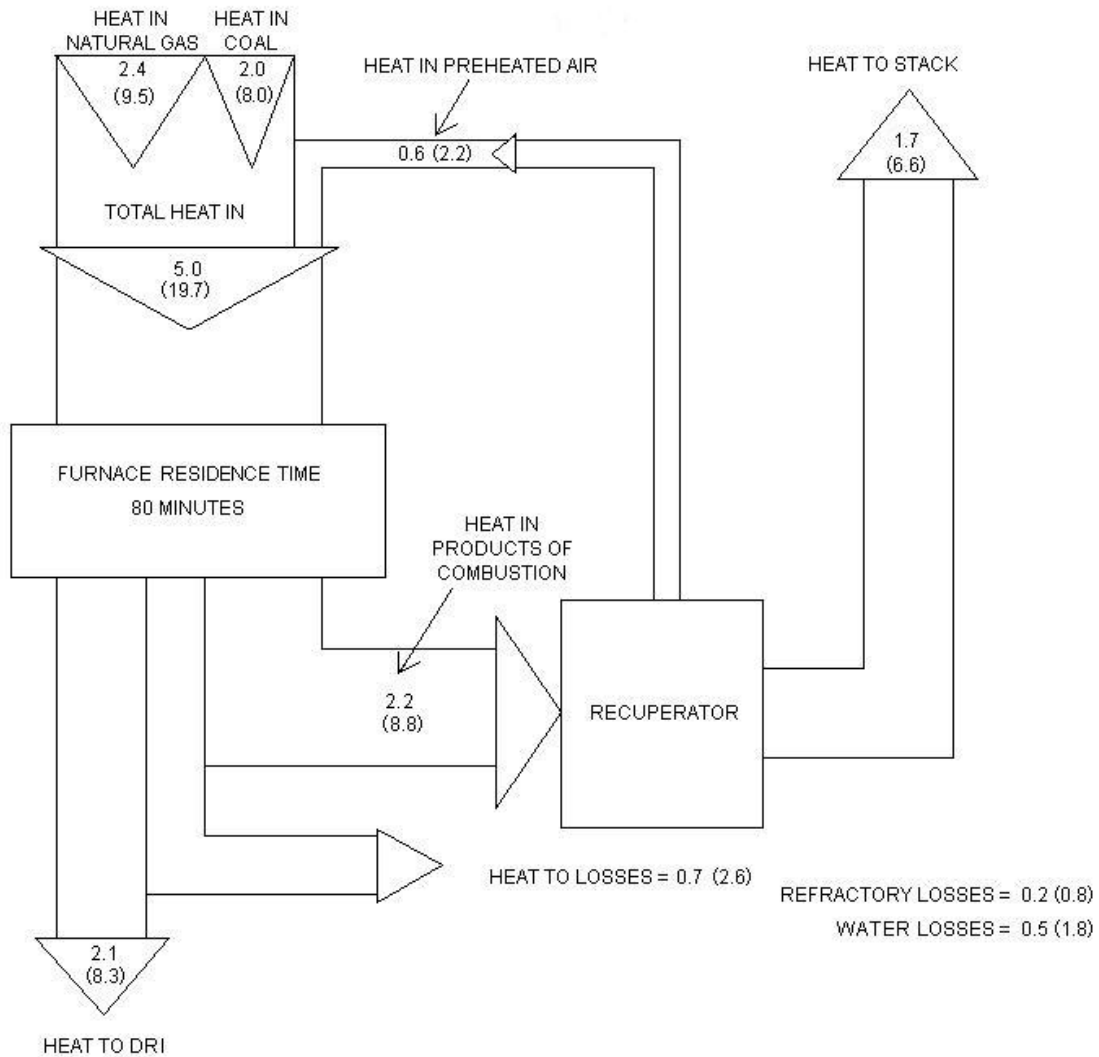 HEAT IN
NATURAL GAS
HEAT IN
COAL
2.4
(9.5)
2.0
(8.0)
HEAT IN PREHEATED AIR
HEAT TO STACK
0.6 (2.2)
1.7
(6.6)
TOTAL HEAT IN
5.0
(19.7)
FURNACE RESIDENCE TIME
80 MINUTES
HEAT IN
PRODUCTS OF
COMBUSTION
2.2
(8.8)
RECUPERATOR
HEAT TO LOSSES = 0.7 (2.6)
REFRACTORY LOSSES = 0.2 (0.8)
WATER LOSSES = 0.5 (1.8)
2.1
(8.3)
HEAT TO DRI